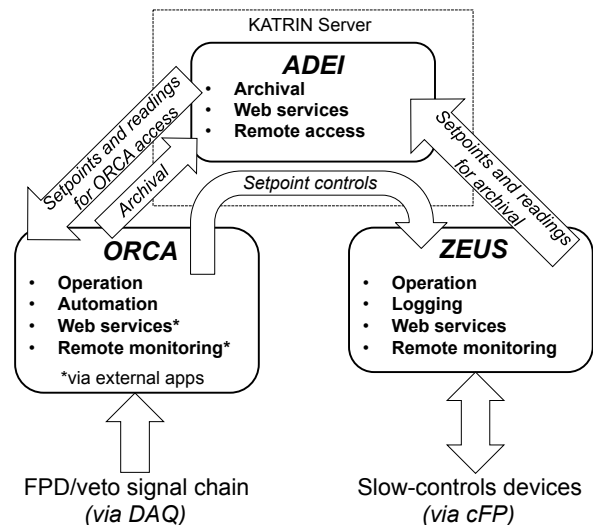 KATRIN Server
ADEI
• Archival
• Web services
• Remote access
Setpoints and readings
for ORCA access
Archival
Setpoint controls
Setpoints and readings
for archival
ORCA
• Operation
• Automation
• Web services*
• Remote monitoring*
*via external apps
ZEUS
• Operation
• Logging
• Web services
• Remote monitoring
FPD/veto signal chain
(via DAQ)
Slow-controls devices
(via cFP)